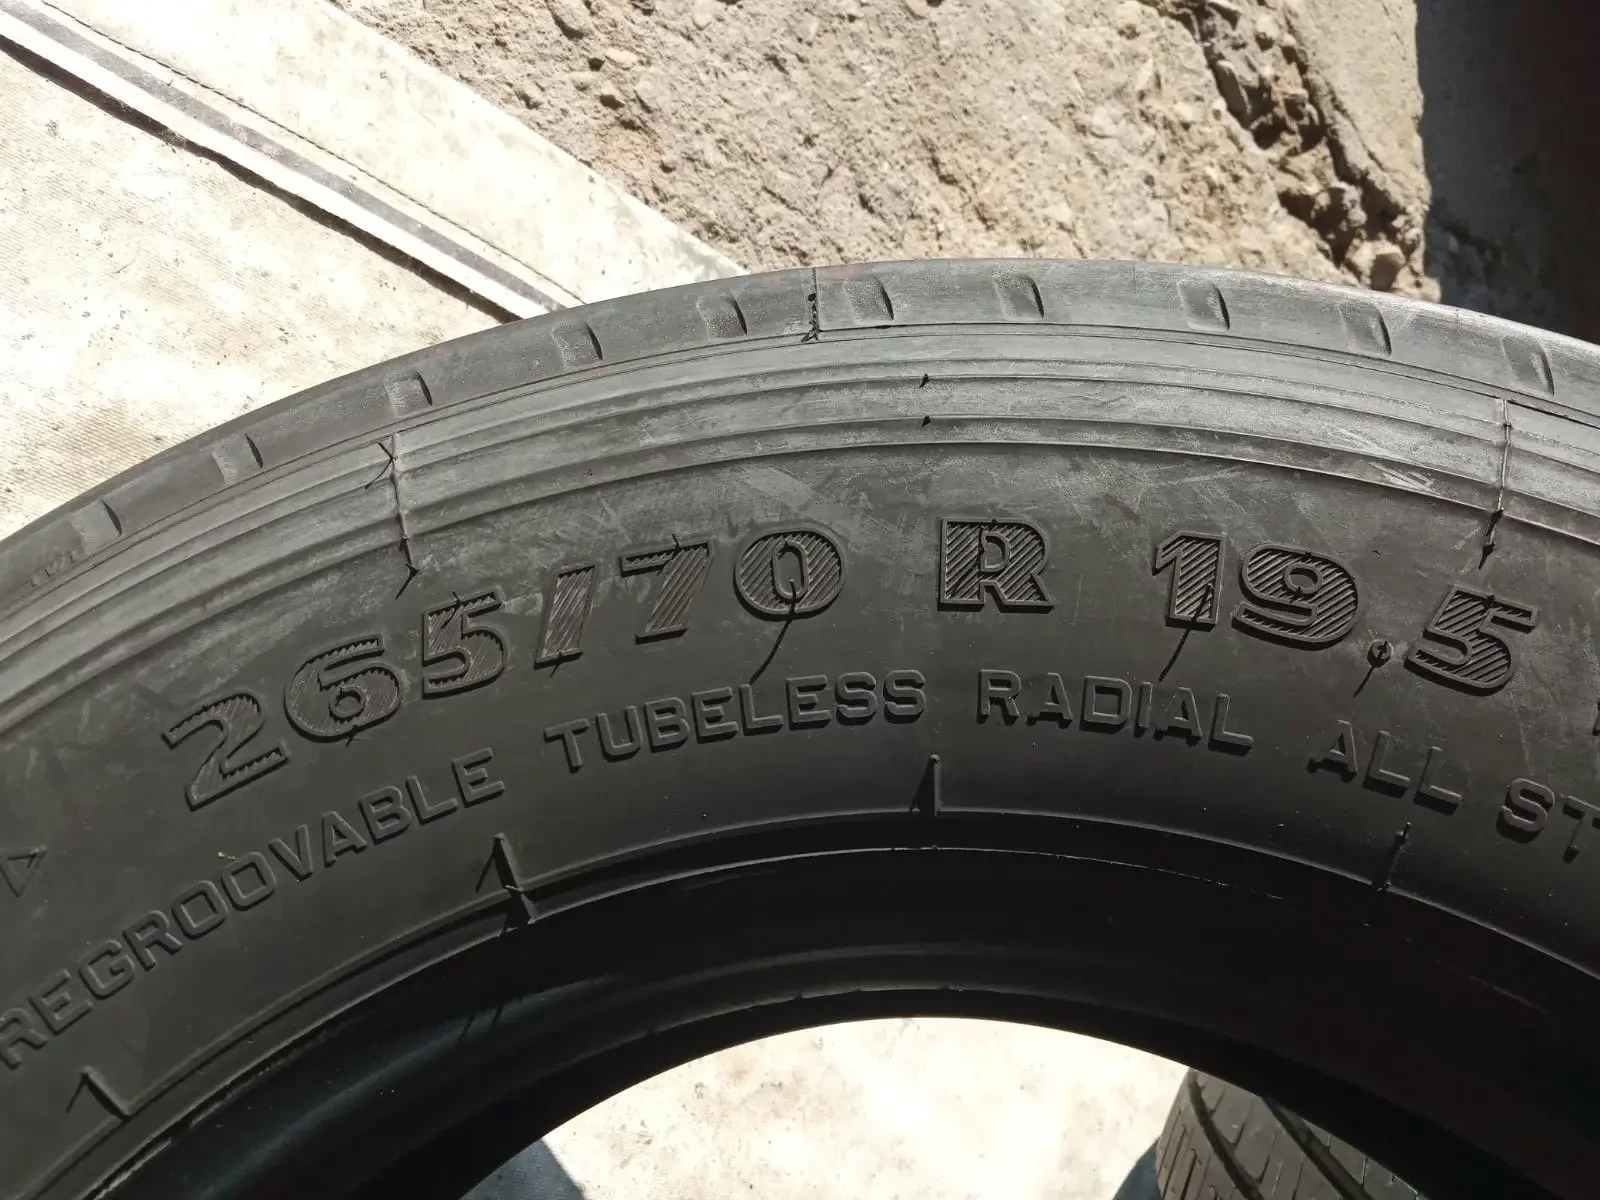 265/70 R 19.5
REGROOVABLE TUBELESS RADIAL ALL ST